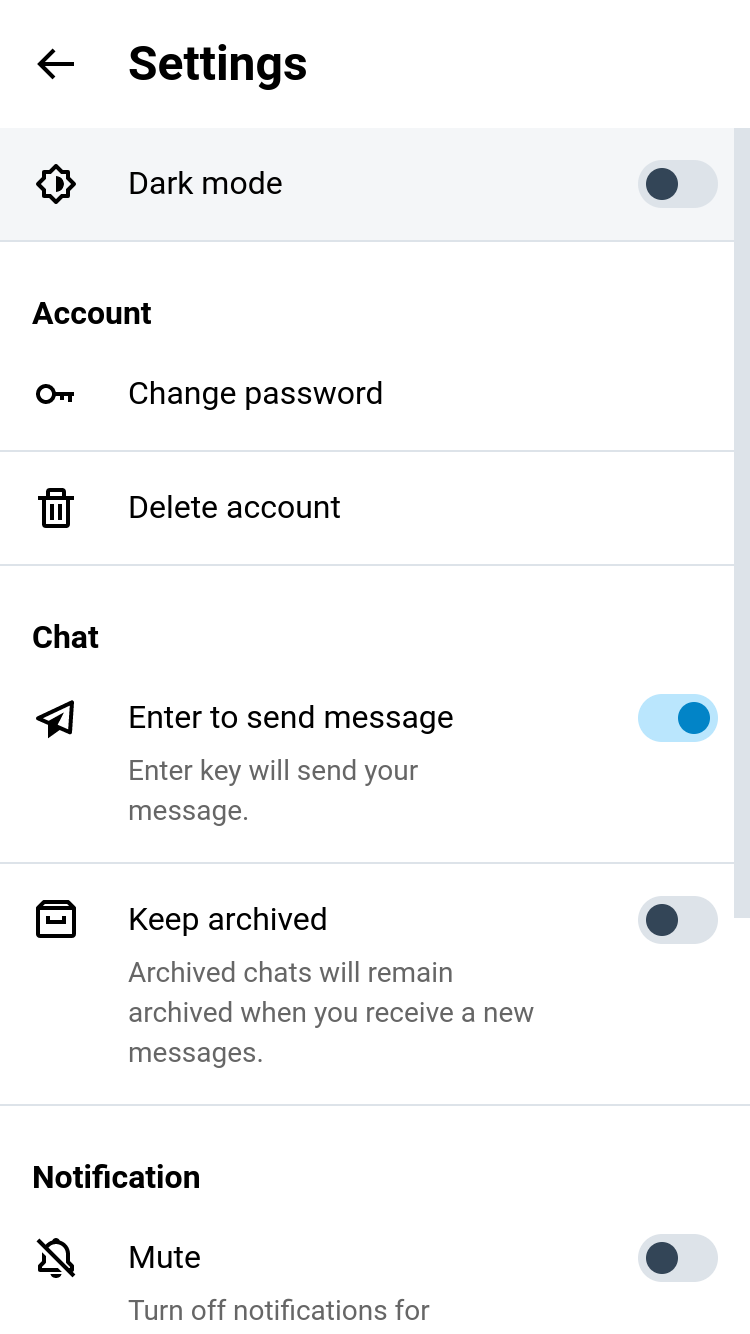 Settings
Dark mode
Account
Change password
Delete account
Chat
Enter to send message
Enter key will send your
message.
Keep archived
Archived chats will remain
archived when you receive a new
messages.
Notification
Mute
Turn off notifications for